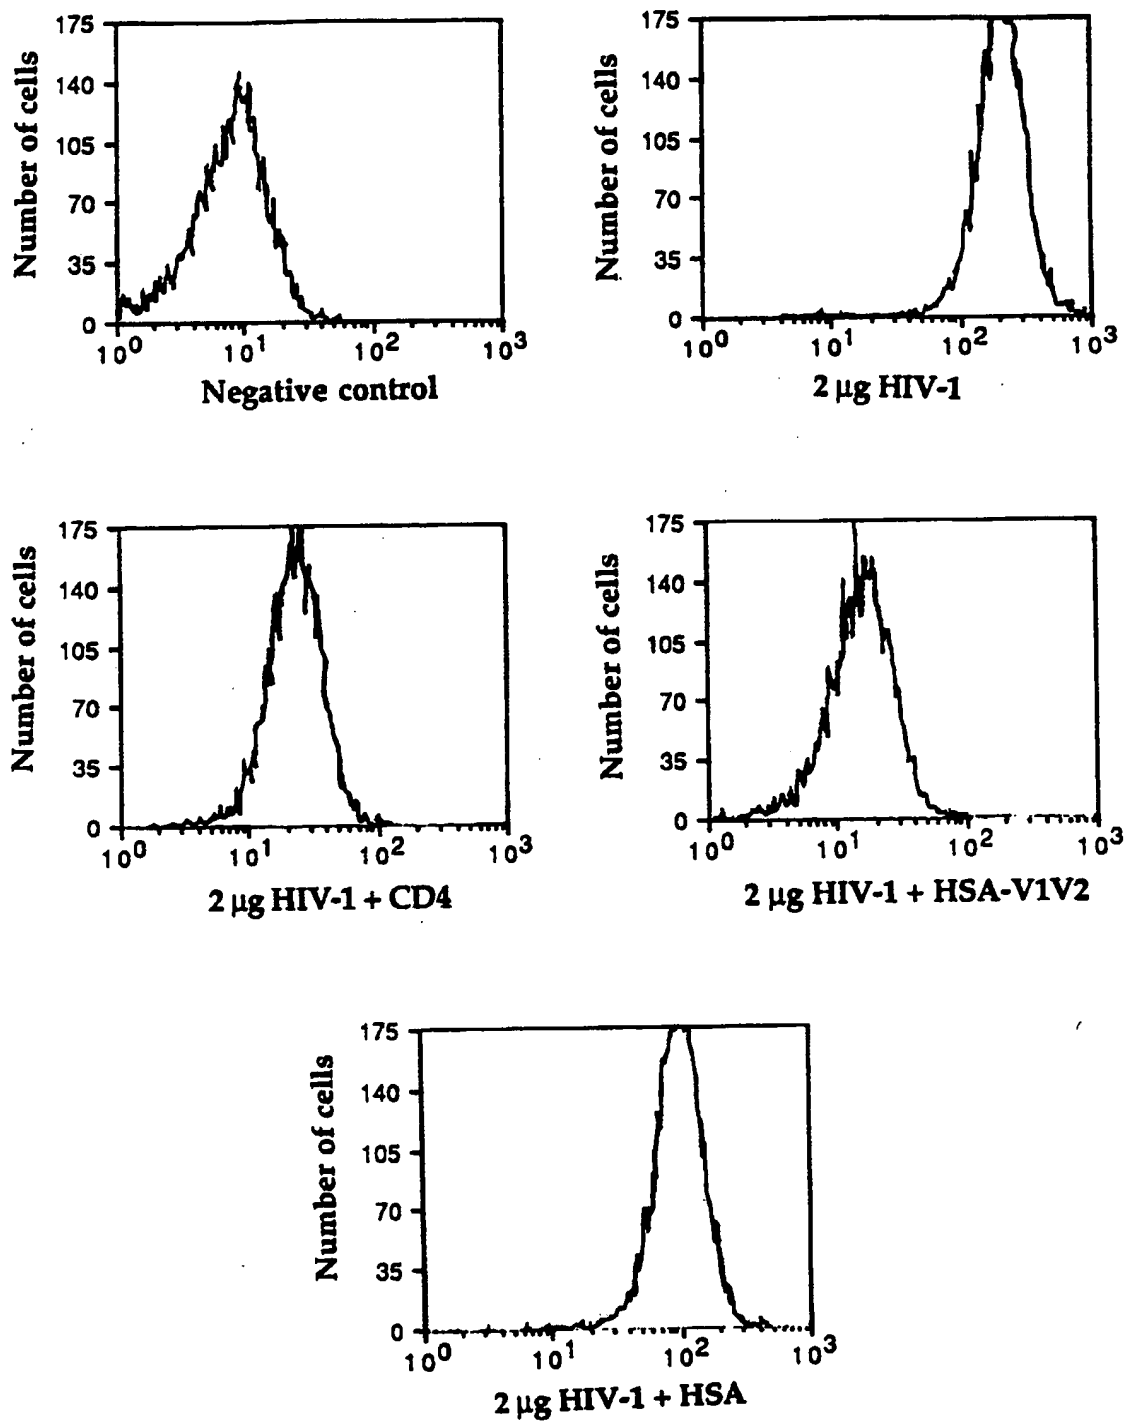 175
140
105
70
35
0
Number of cells
10^0 10^1 10^2 10^3
Negative control
175
140
105
70
35
0
Number of cells
10^0 10^1 10^2 10^3
2 µg HIV-1
175
140
105
70
35
0
Number of cells
10^0 10^1 10^2 10^3
2 µg HIV-1 + CD4
175
140
105
70
35
0
Number of cells
10^0 10^1 10^2 10^3
2 µg HIV-1 + HSA-V1V2
175
140
105
70
35
0
Number of cells
10^0 10^1 10^2 10^3
2 µg HIV-1 + HSA